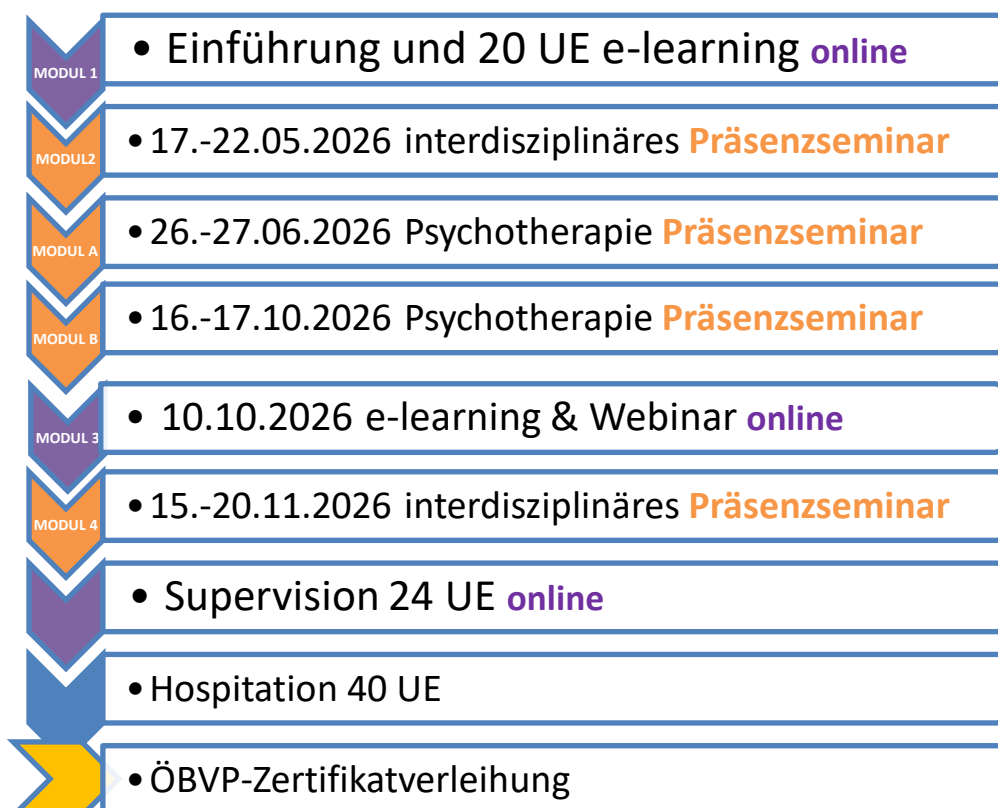 MODUL 1
• Einführung und 20 UE e-learning online
MODUL2
• 17.-22.05.2026 interdisziplinäres Präsenzseminar
MODUL A
• 26.-27.06.2026 Psychotherapie Präsenzseminar
MODUL B
• 16.-17.10.2026 Psychotherapie Präsenzseminar
MODUL 3
• 10.10.2026 e-learning & Webinar online
MODUL 4
• 15.-20.11.2026 interdisziplinäres Präsenzseminar
• Supervision 24 UE online
• Hospitation 40 UE
• ÖBVP-Zertifikatverleihung